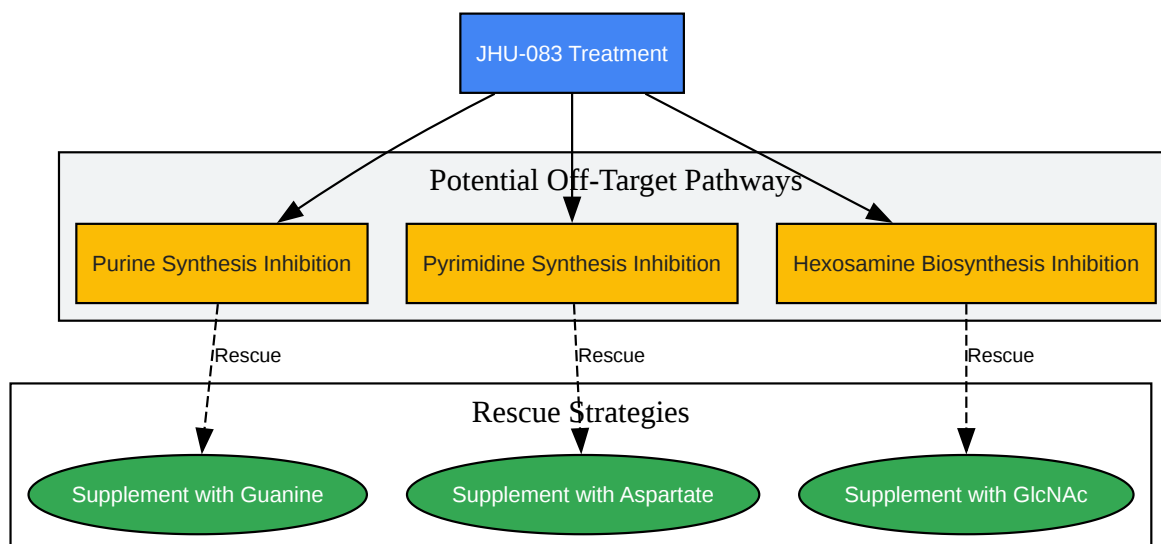 JHU-083 Treatment
Potential Off-Target Pathways
Purine Synthesis Inhibition
Pyrimidine Synthesis Inhibition
Hexosamine Biosynthesis Inhibition
Rescue
Rescue
Rescue
Rescue Strategies
Supplement with Guanine
Supplement with Aspartate
Supplement with GlcNAc